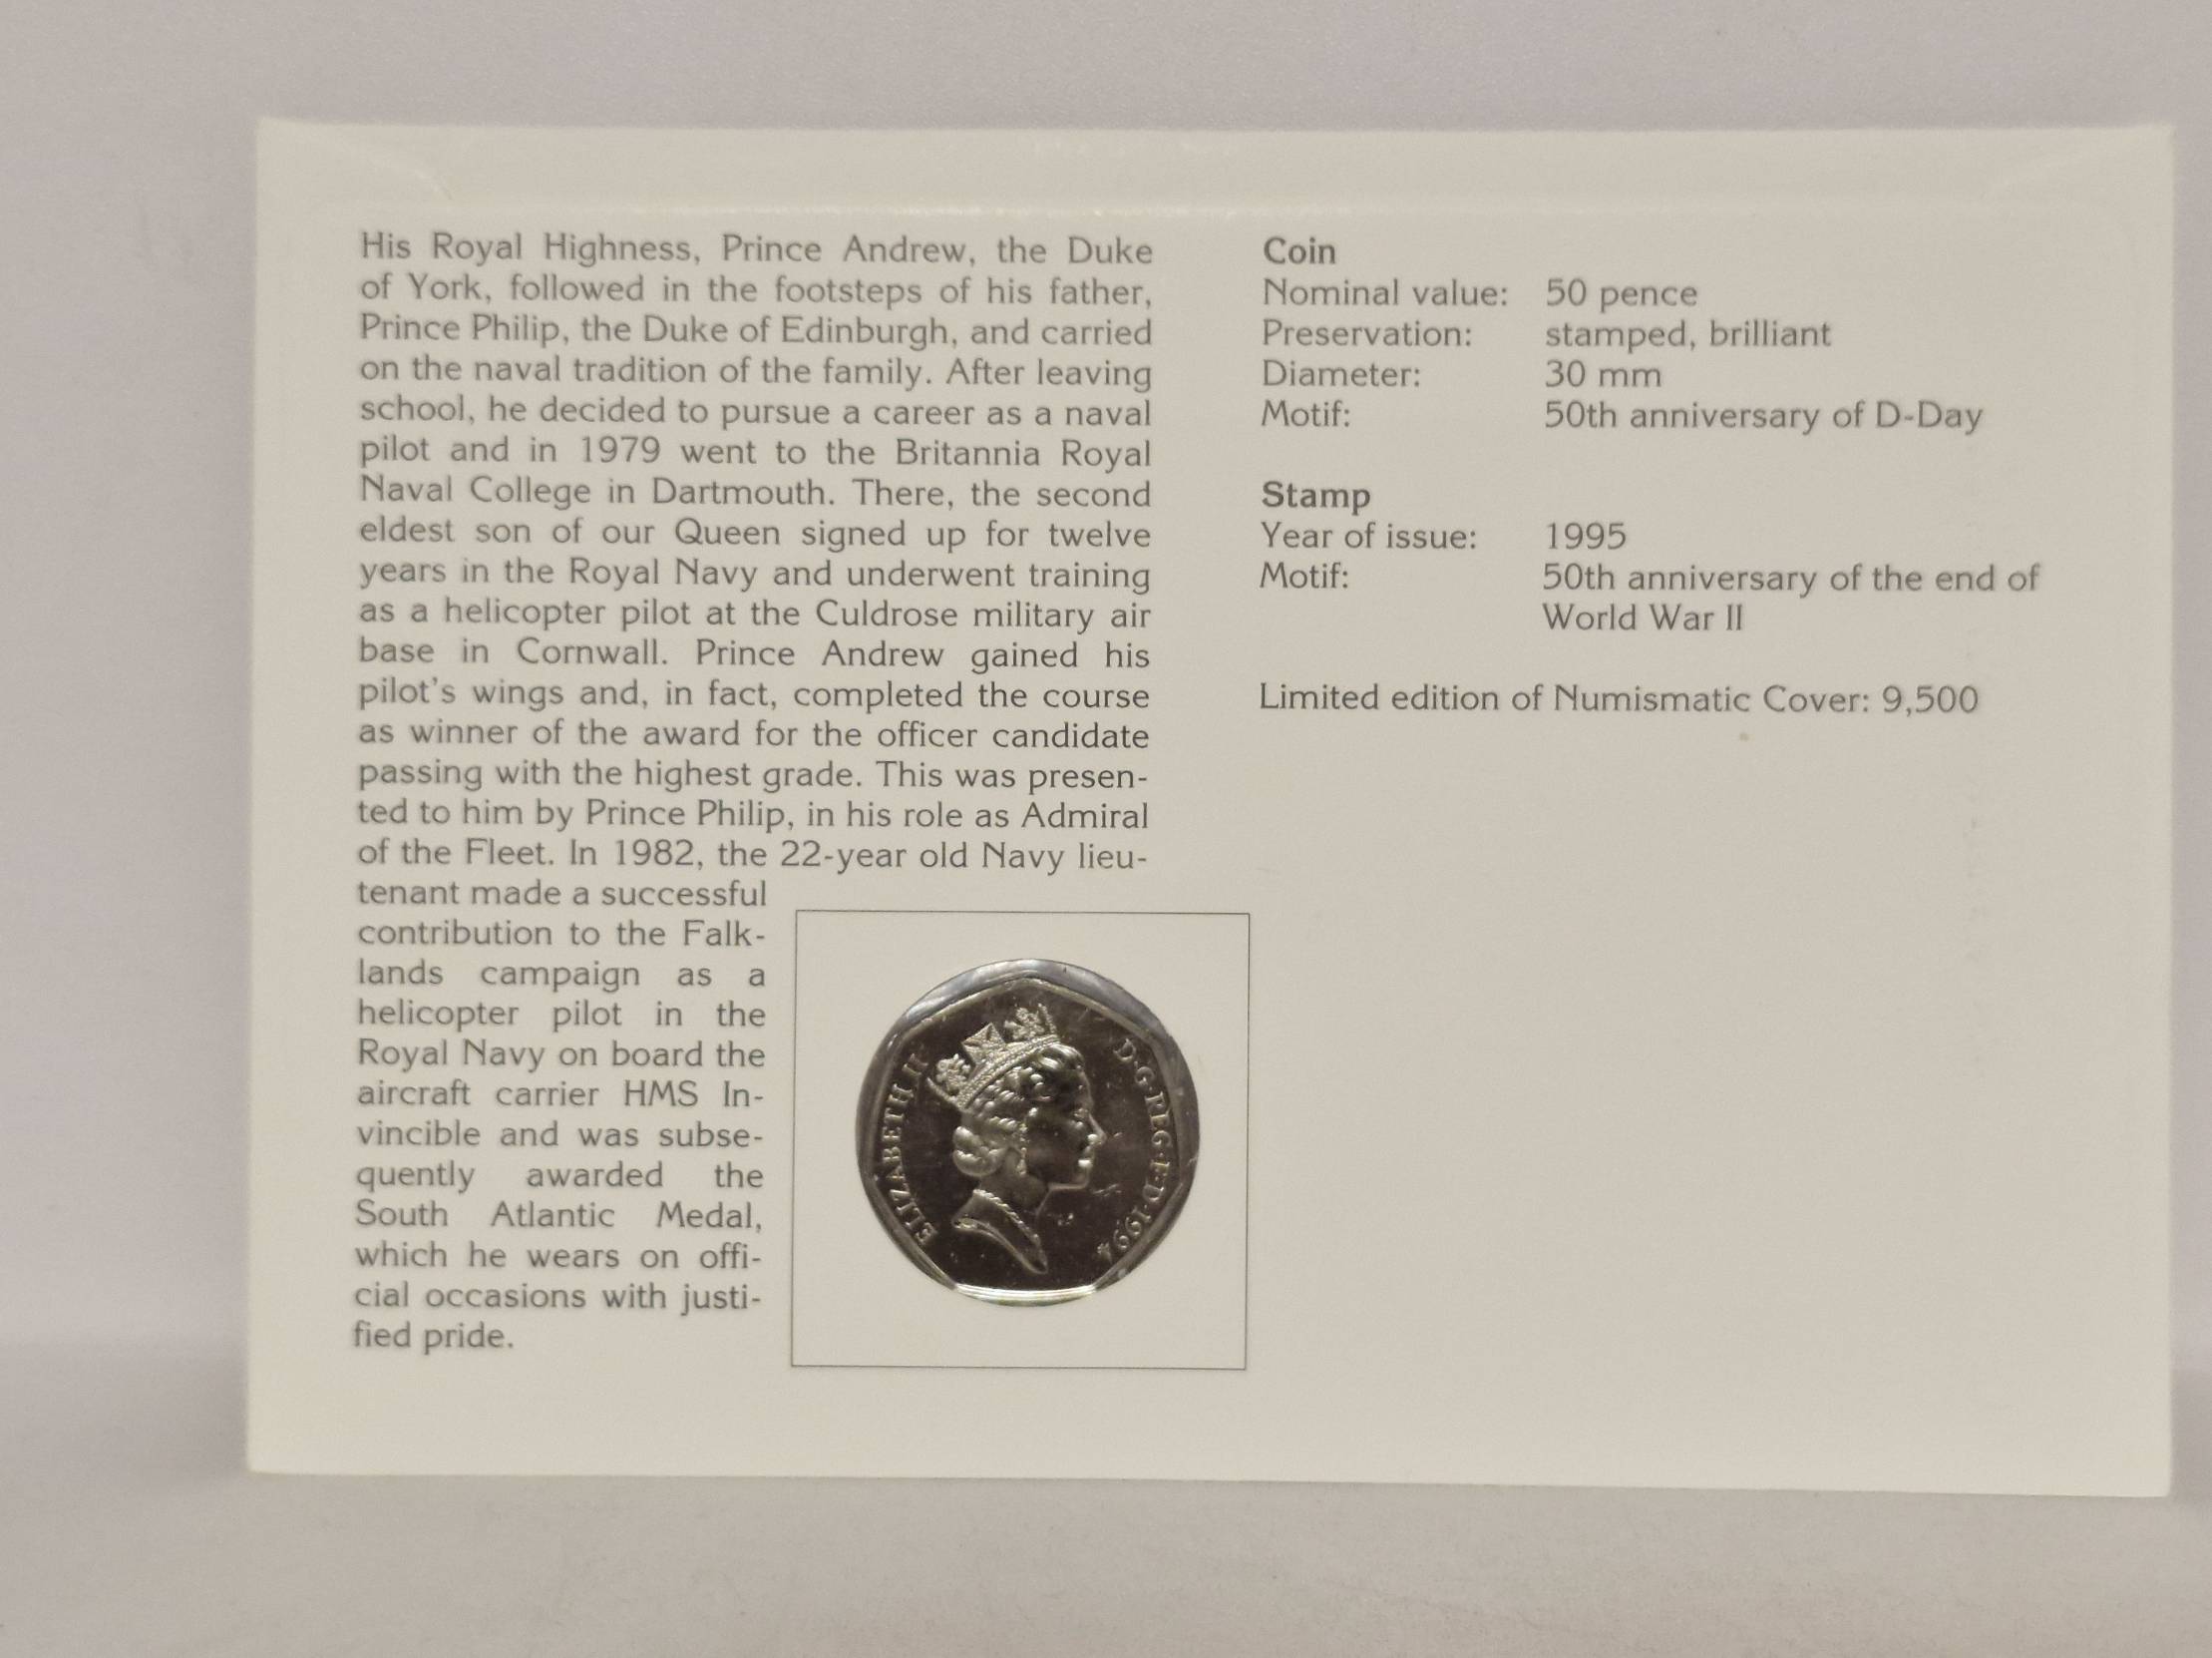 His Royal Highness, Prince Andrew, the Duke
of York, followed in the footsteps of his father,
Prince Philip, the Duke of Edinburgh, and carried
on the naval tradition of the family. After leaving
school, he decided to pursue a career as a naval
pilot and in 1979 went to the Britannia Royal
Naval College in Dartmouth. There, the second
eldest son of our Queen signed up for twelve
years in the Royal Navy and underwent training
as a helicopter pilot at the Culdrose military air
base in Cornwall. Prince Andrew gained his
pilot's wings and, in fact, completed the course
as winner of the award for the officer candidate
passing with the highest grade. This was presen-
ted to him by Prince Philip, in his role as Admiral
of the Fleet. In 1982, the 22-year old Navy lieu-
tenant made a successful
contribution to the Falk-
lands campaign as a
helicopter pilot in the
Royal Navy on board the
aircraft carrier HMS In-
vincible and was subse-
quently awarded the
South Atlantic Medal,
which he wears on offi-
cial occasions with justi-
fied pride.
ELIZABETH II
D·G·REG·F·D·1994
Coin
Nominal value: 50 pence
Preservation: stamped, brilliant
Diameter: 30 mm
Motif: 50th anniversary of D-Day
Stamp
Year of issue: 1995
Motif: 50th anniversary of the end of
World War II
Limited edition of Numismatic Cover: 9,500